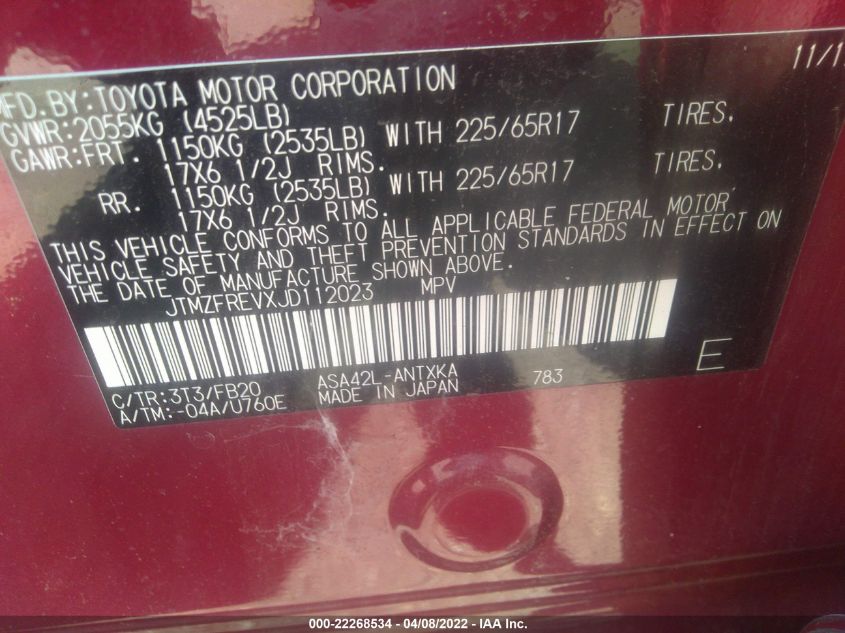 MFD.BY:TOYOTA MOTOR CORPORATION 11/1
GVWR:2055KG (4525LB)
GAWR:FRT. 1150KG (2535LB) WITH 225/65R17 TIRES.
17X6 1/2J RIMS.
RR. 1150KG (2535LB) WITH 225/65R17 TIRES,
17X6 1/2J RIMS.
THIS VEHICLE CONFORMS TO ALL APPLICABLE FEDERAL MOTOR
VEHICLE SAFETY AND THEFT PREVENTION STANDARDS IN EFFECT ON
THE DATE OF MANUFACTURE SHOWN ABOVE.
JTMZFREVXJD112023 MPV
C/TR:3T3/FB20 ASA42L-ANTXKA 783 E
A/TM:-04A/U760E MADE IN JAPAN
000-22268534 - 04/08/2022 - IAA Inc.